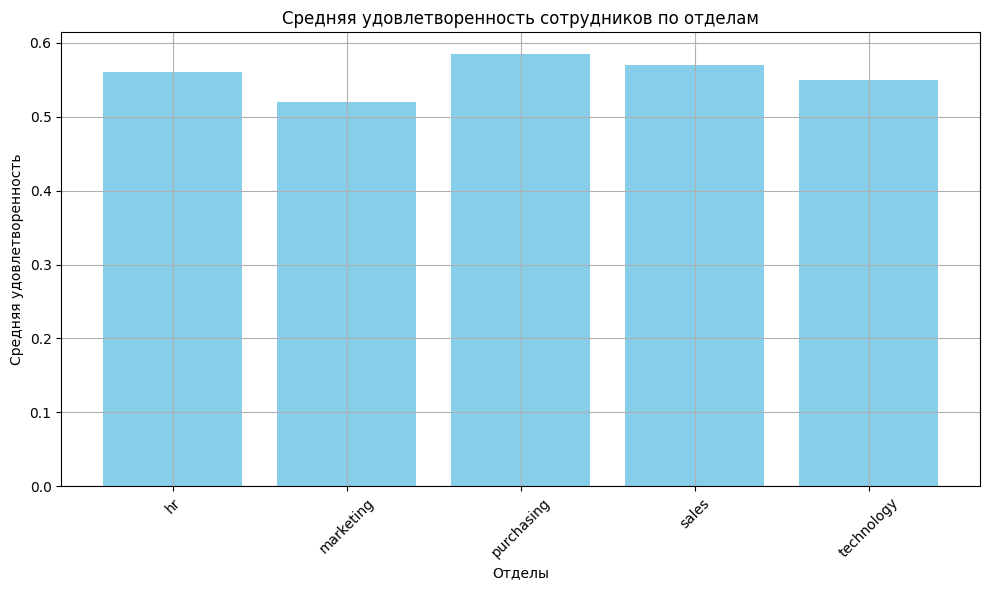 Средняя удовлетворенность сотрудников по отделам
Средняя удовлетворенность
0.6
0.5
0.4
0.3
0.2
0.1
0.0
hr
marketing
purchasing
sales
technology
Отделы